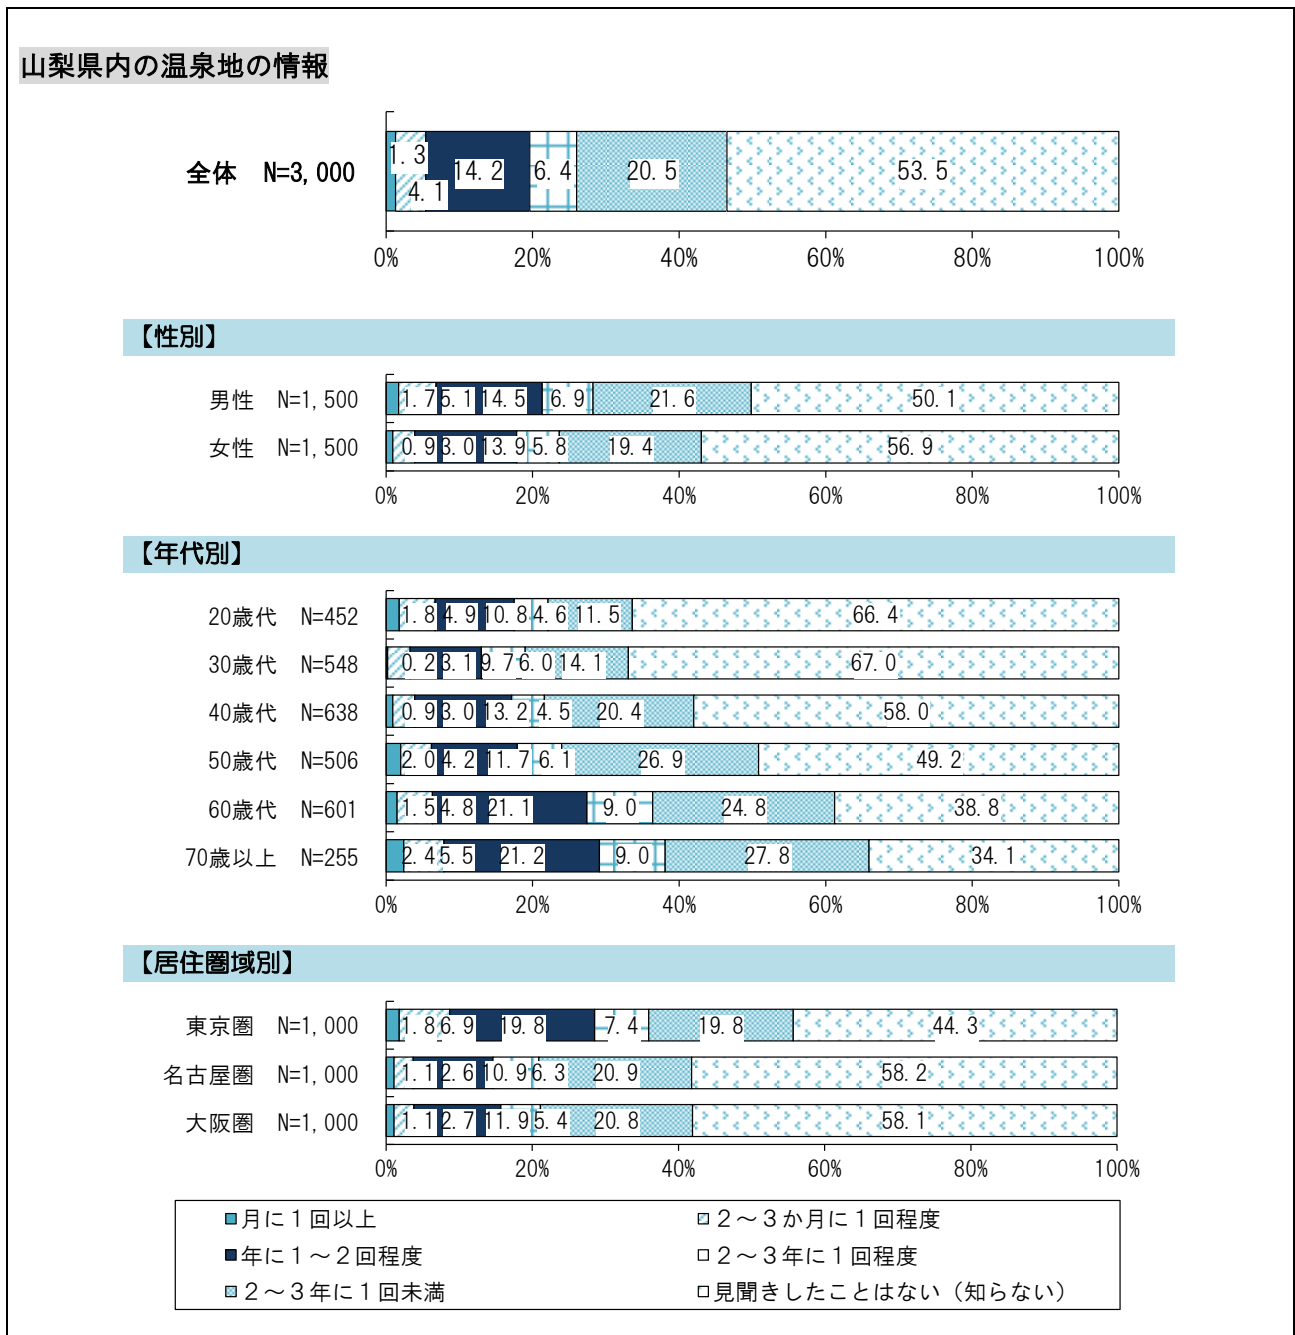 山梨県内の温泉地の情報
全体 N=3,000 1.3 4.1 14.2 6.4 20.5 53.5
0% 20% 40% 60% 80% 100%
【性別】
男性 N=1,500 1.7 5.1 14.5 6.9 21.6 50.1
女性 N=1,500 0.9 3.0 13.9 5.8 19.4 56.9
0% 20% 40% 60% 80% 100%
【年代別】
20歳代 N=452 1.8 4.9 10.8 4.6 11.5 66.4
30歳代 N=548 0.2 3.1 9.7 6.0 14.1 67.0
40歳代 N=638 0.9 3.0 13.2 4.5 20.4 58.0
50歳代 N=506 2.0 4.2 11.7 6.1 26.9 49.2
60歳代 N=601 1.5 4.8 21.1 9.0 24.8 38.8
70歳以上 N=255 2.4 5.5 21.2 9.0 27.8 34.1
0% 20% 40% 60% 80% 100%
【居住圏域別】
東京圏 N=1,000 1.8 6.9 19.8 7.4 19.8 44.3
名古屋圏 N=1,000 1.1 2.6 10.9 6.3 20.9 58.2
大阪圏 N=1,000 1.1 2.7 11.9 5.4 20.8 58.1
0% 20% 40% 60% 80% 100%
月に１回以上 ２～３か月に１回程度
年に１～２回程度 ２～３年に１回程度
２～３年に１回未満 見聞きしたことはない（知らない）